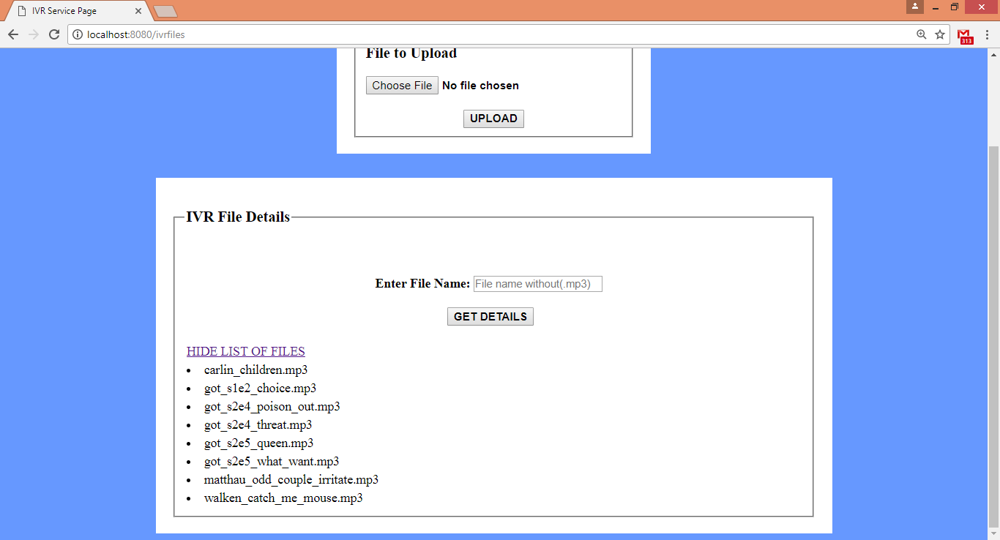 IVR Service Page
localhost:8080/ivrfiles
313
File to Upload
Choose File No file chosen
UPLOAD
IVR File Details
Enter File Name: File name without(.mp3)
GET DETAILS
HIDE LIST OF FILES
• carlin_children.mp3
• got_s1e2_choice.mp3
• got_s2e4_poison_out.mp3
• got_s2e4_threat.mp3
• got_s2e5_queen.mp3
• got_s2e5_what_want.mp3
• matthau_odd_couple_irritate.mp3
• walken_catch_me_mouse.mp3